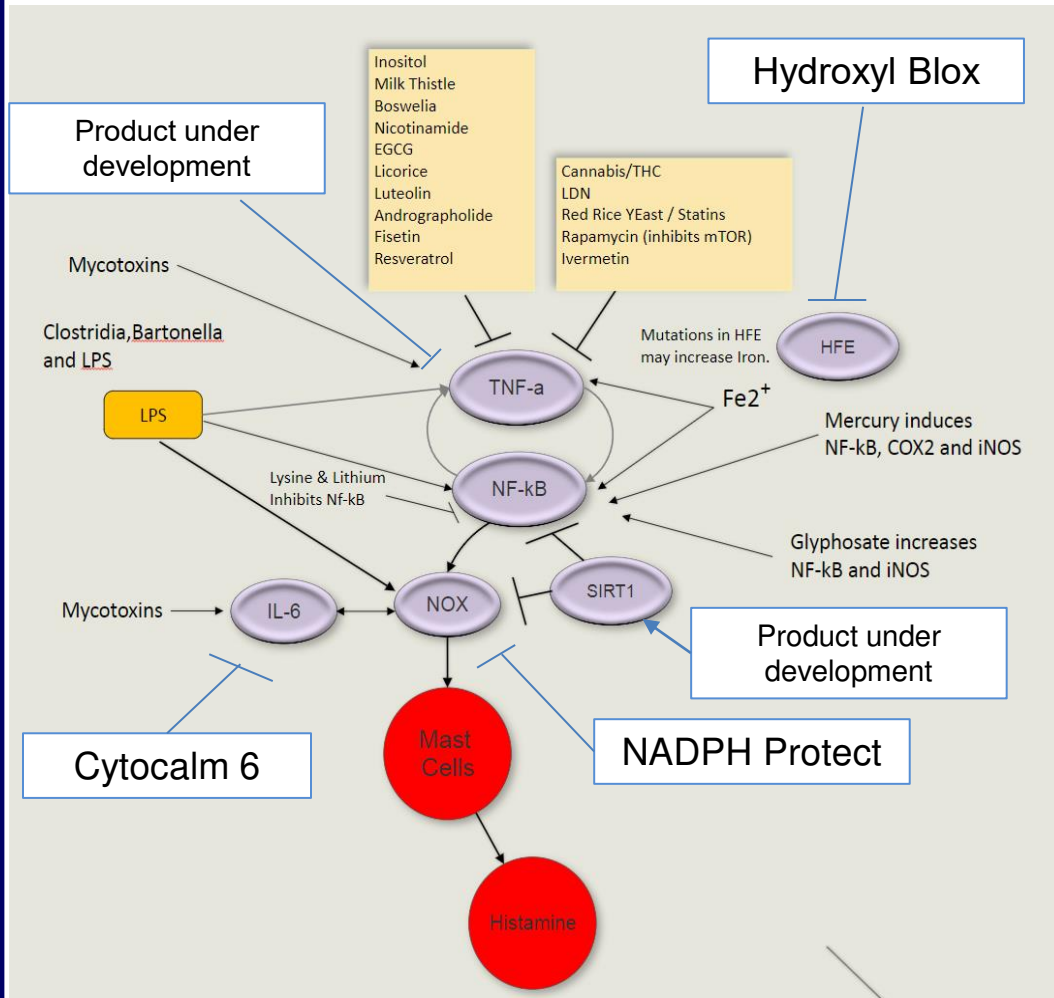 Hydroxyl Blox
Product under
development
Inositol
Milk Thistle
Boswelia
Nicotinamide
EGCG
Licorice
Luteolin
Andrographolide
Fisetin
Resveratrol
Cannabis/THC
LDN
Red Rice YEast / Statins
Rapamycin (inhibits mTOR)
Ivermetin
Mycotoxins
Clostridia,Bartonella
and LPS
LPS
TNF-a
Mutations in HFE
may increase Iron.
HFE
Fe2+
Mercury induces
NF-kB, COX2 and iNOS
Lysine & Lithium
Inhibits Nf-kB
NF-kB
Glyphosate increases
NF-kB and iNOS
Mycotoxins
IL-6
NOX
SIRT1
Product under
development
Cytocalm 6
Mast
Cells
NADPH Protect
Histamine